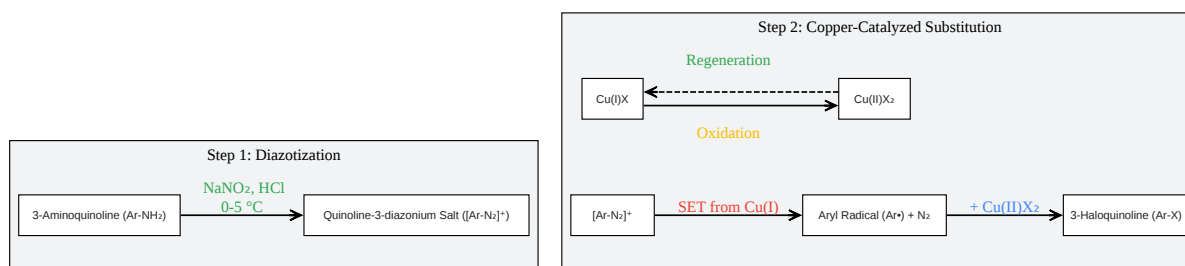 Step 1: Diazotization
NaNO₂, HCl
0-5 °C
3-Aminoquinoline (Ar-NH₂)
Quinoline-3-diazonium Salt ([Ar-N₂]⁺)
Step 2: Copper-Catalyzed Substitution
Regeneration
Cu(I)X
Cu(II)X₂
Oxidation
[Ar-N₂]⁺
SET from Cu(I)
Aryl Radical (Ar•) + N₂
+ Cu(II)X₂
3-Haloquinoline (Ar-X)